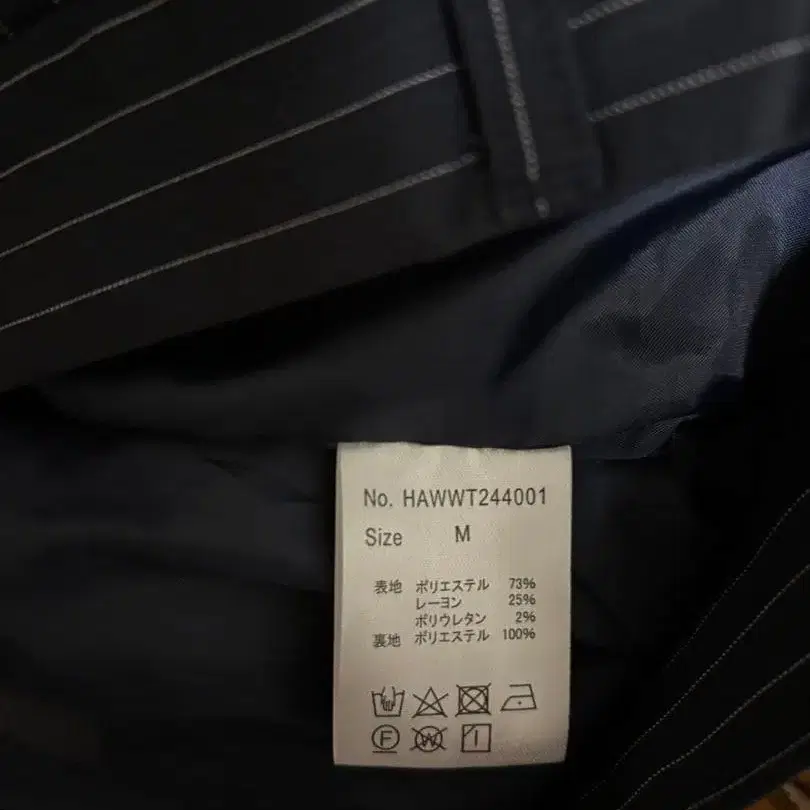 No. HAWWT244001
Size M
表地 ポリエステル 73%
レーヨン 25%
ポリウレタン 2%
裏地 ポリエステル 100%
F W